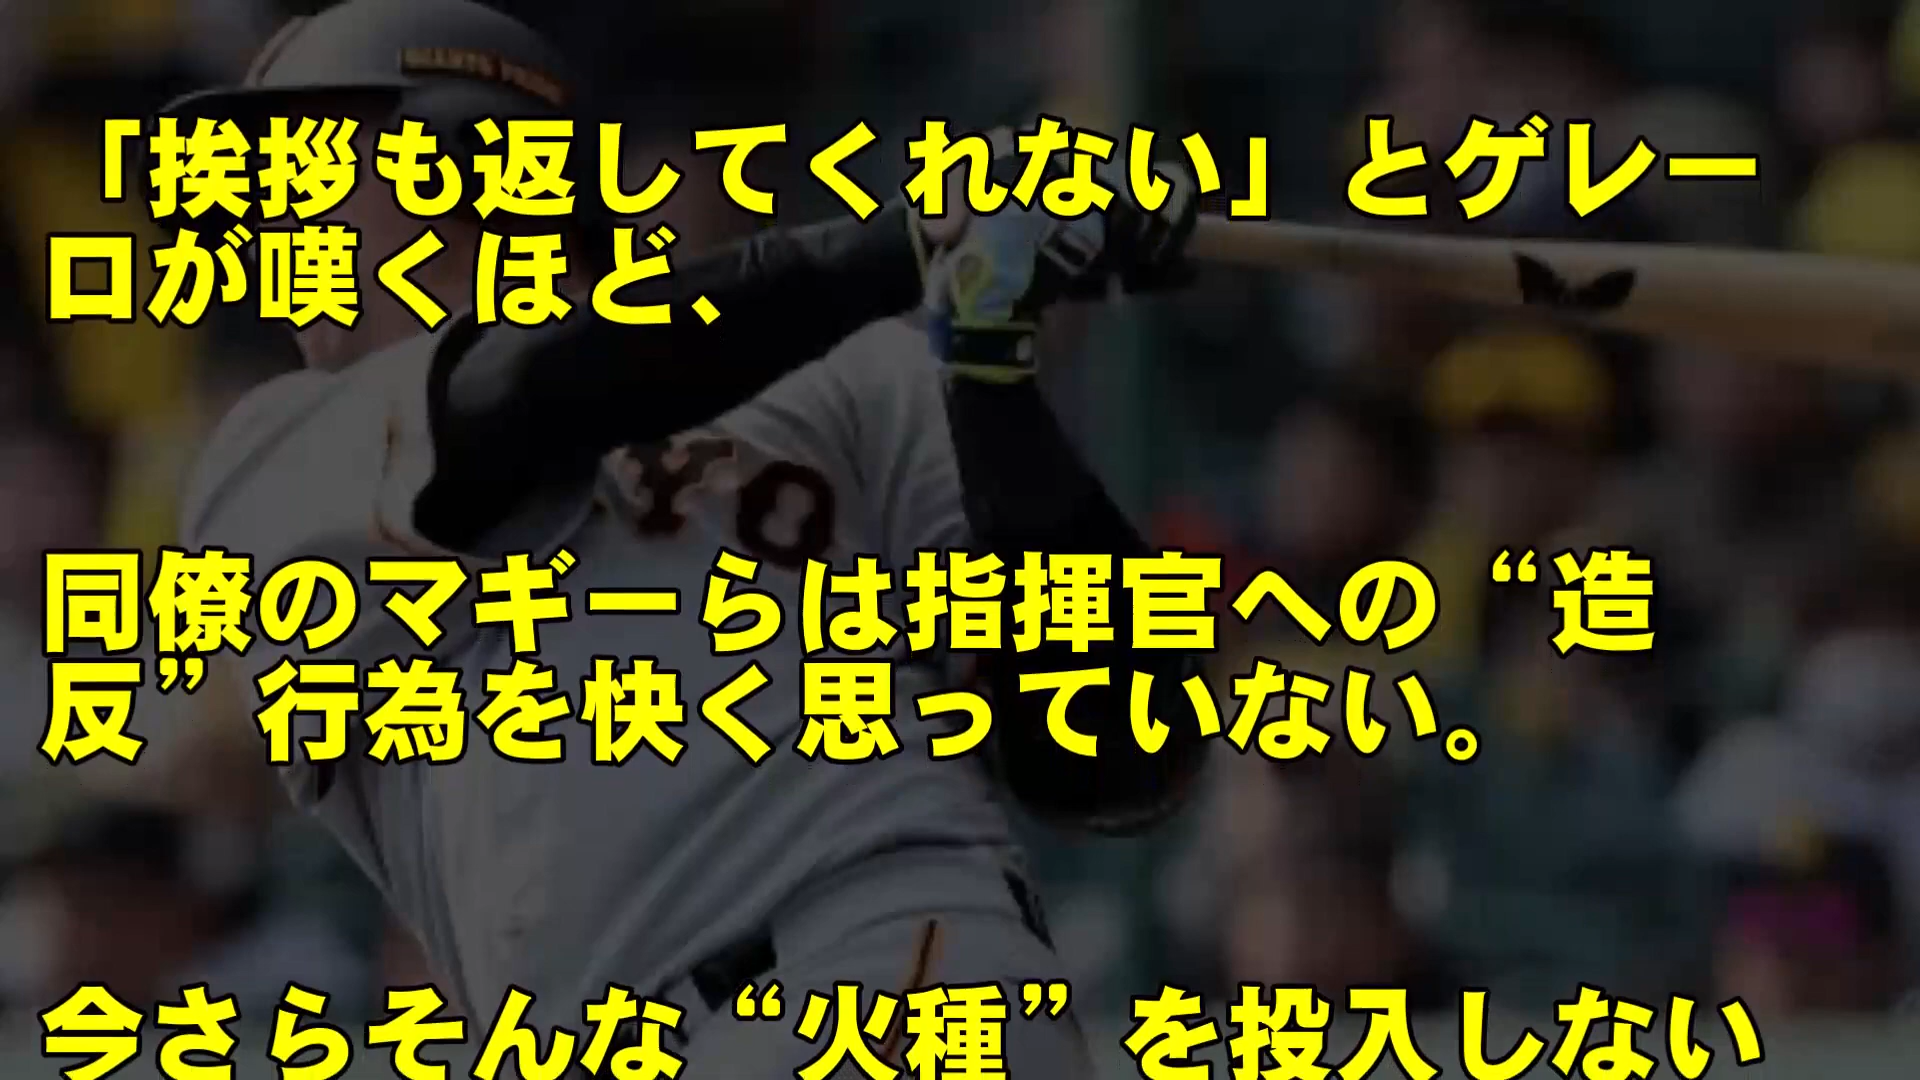 GIANTS PRIDE
「挨拶も返してくれない」とゲレー
ロが嘆くほど、
YO
同僚のマギーらは指揮官への“造
反”行為を快く思っていない。
今さらそんな“火種”を投入しない